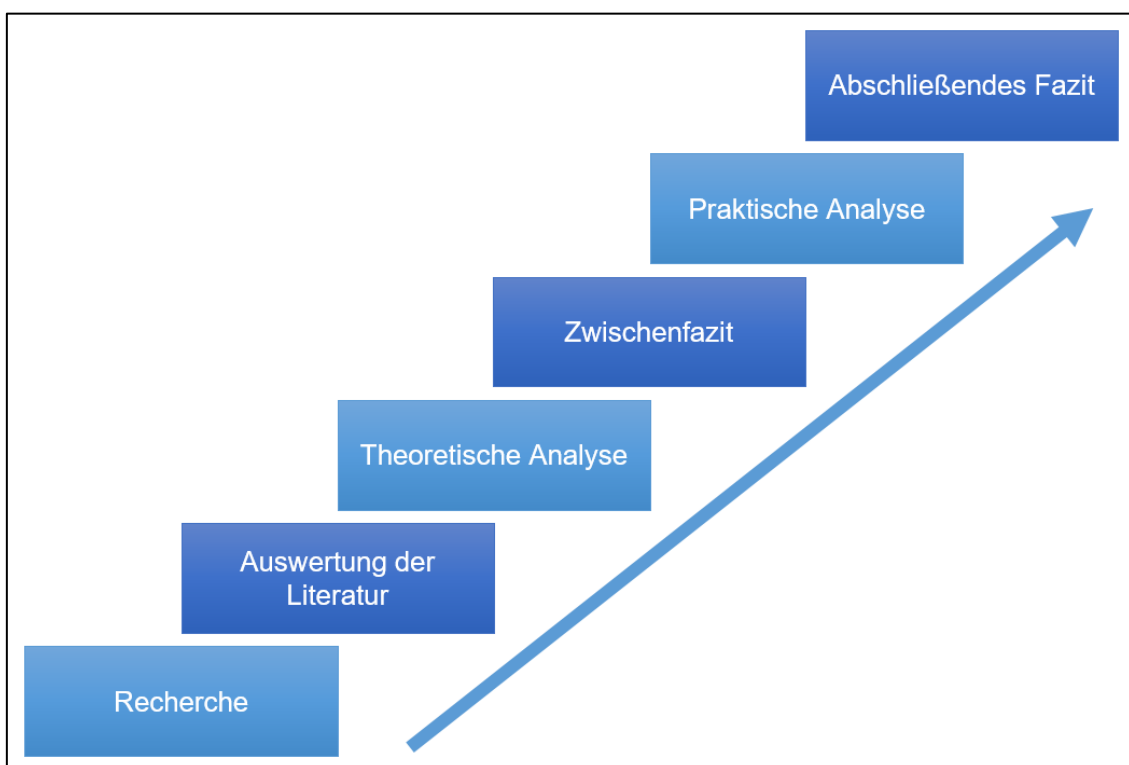 Abschließendes Fazit
Praktische Analyse
Zwischenfazit
Theoretische Analyse
Auswertung der
Literatur
Recherche